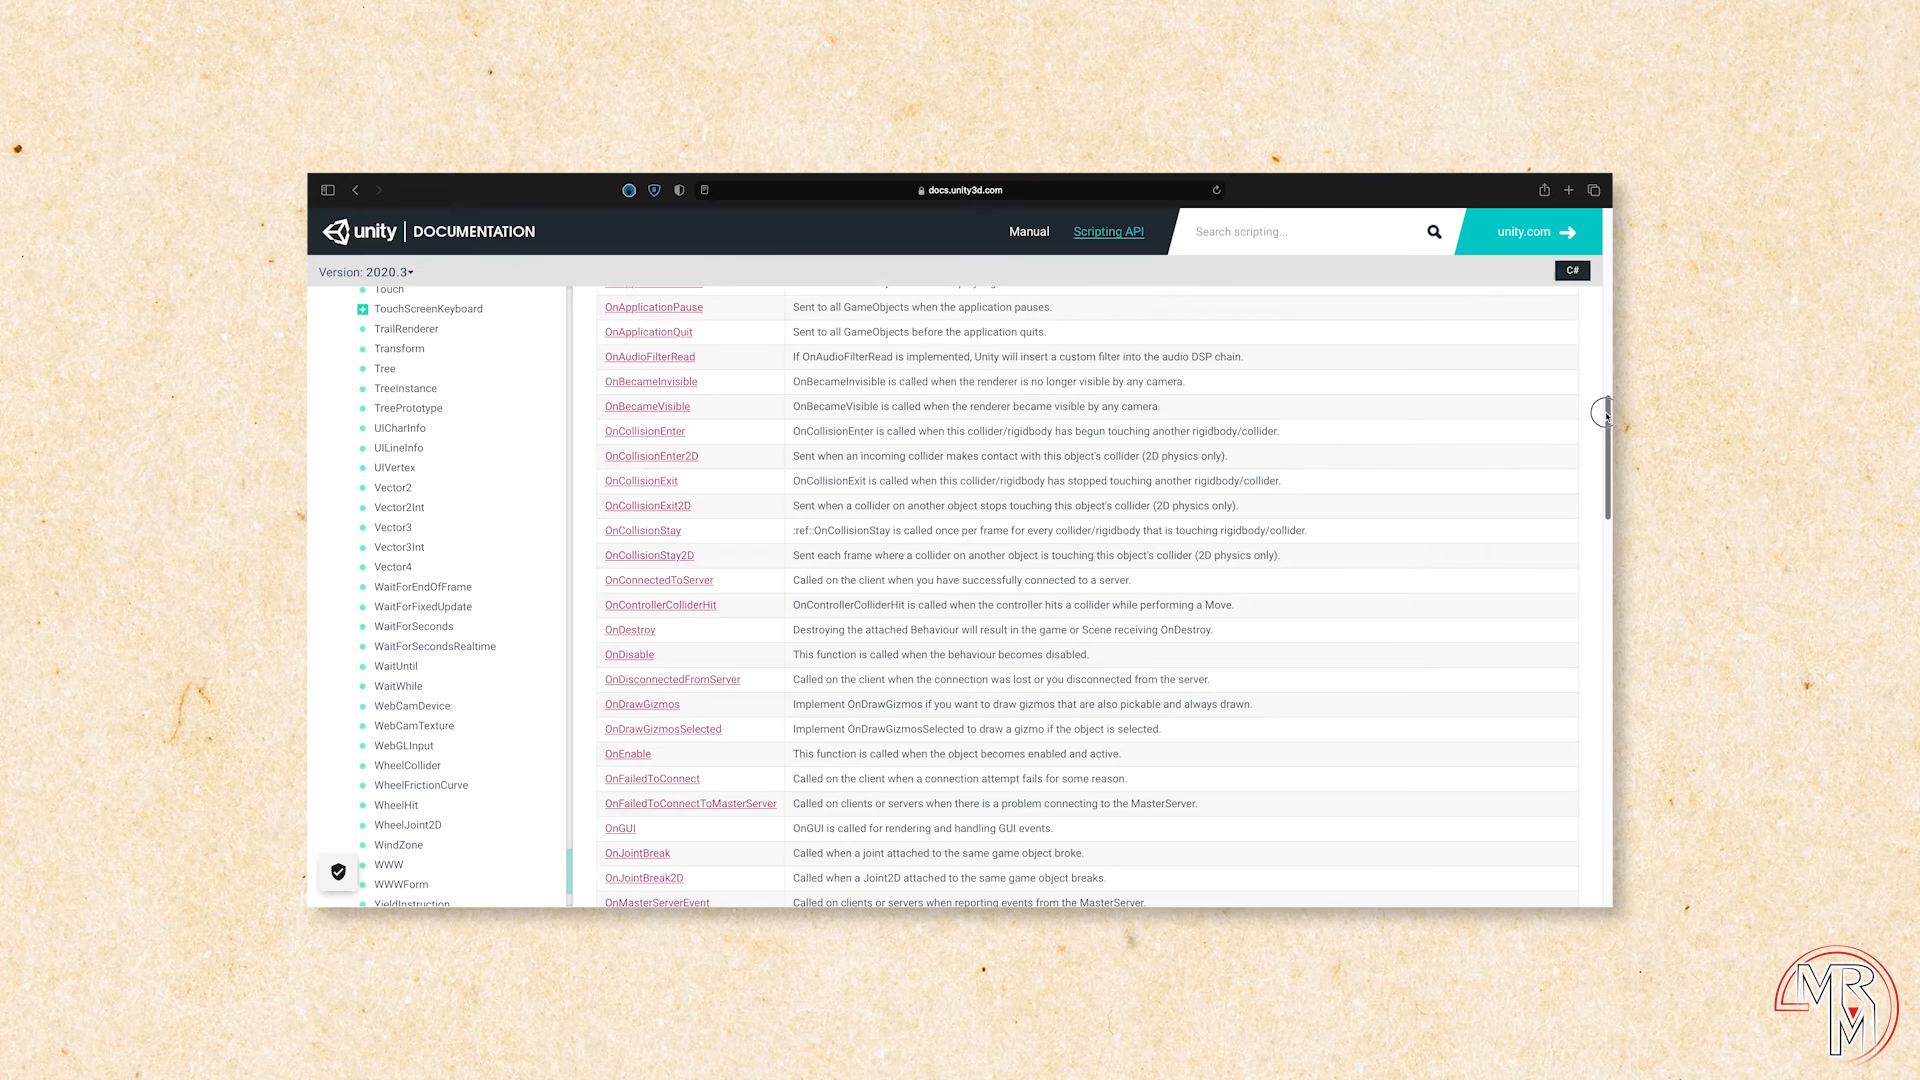 docs.unity3d.com
unity | DOCUMENTATION
Manual
Scripting API
Search scripting...
unity.com
Version: 2020.3
C#
Touch
TouchScreenKeyboard
TrailRenderer
Transform
Tree
TreeInstance
TreePrototype
UICharInfo
UILineInfo
UIVertex
Vector2
Vector2Int
Vector3
Vector3Int
Vector4
WaitForEndOfFrame
WaitForFixedUpdate
WaitForSeconds
WaitForSecondsRealtime
WaitUntil
WaitWhile
WebCamDevice
WebCamTexture
WebGLInput
WheelCollider
WheelFrictionCurve
WheelHit
WheelJoint2D
WindZone
WWW
WWWForm
YieldInstruction
OnApplicationPause Sent to all GameObjects when the application pauses.
OnApplicationQuit Sent to all GameObjects before the application quits.
OnAudioFilterRead If OnAudioFilterRead is implemented, Unity will insert a custom filter into the audio DSP chain.
OnBecameInvisible OnBecameInvisible is called when the renderer is no longer visible by any camera.
OnBecameVisible OnBecameVisible is called when the renderer became visible by any camera.
OnCollisionEnter OnCollisionEnter is called when this collider/rigidbody has begun touching another rigidbody/collider.
OnCollisionEnter2D Sent when an incoming collider makes contact with this object's collider (2D physics only).
OnCollisionExit OnCollisionExit is called when this collider/rigidbody has stopped touching another rigidbody/collider.
OnCollisionExit2D Sent when a collider on another object stops touching this object's collider (2D physics only).
OnCollisionStay :ref::OnCollisionStay is called once per frame for every collider/rigidbody that is touching rigidbody/collider.
OnCollisionStay2D Sent each frame where a collider on another object is touching this object's collider (2D physics only).
OnConnectedToServer Called on the client when you have successfully connected to a server.
OnControllerColliderHit OnControllerColliderHit is called when the controller hits a collider while performing a Move.
OnDestroy Destroying the attached Behaviour will result in the game or Scene receiving OnDestroy.
OnDisable This function is called when the behaviour becomes disabled.
OnDisconnectedFromServer Called on the client when the connection was lost or you disconnected from the server.
OnDrawGizmos Implement OnDrawGizmos if you want to draw gizmos that are also pickable and always drawn.
OnDrawGizmosSelected Implement OnDrawGizmosSelected to draw a gizmo if the object is selected.
OnEnable This function is called when the object becomes enabled and active.
OnFailedToConnect Called on the client when a connection attempt fails for some reason.
OnFailedToConnectToMasterServer Called on clients or servers when there is a problem connecting to the MasterServer.
OnGUI OnGUI is called for rendering and handling GUI events.
OnJointBreak Called when a joint attached to the same game object broke.
OnJointBreak2D Called when a Joint2D attached to the same game object breaks.
OnMasterServerEvent Called on clients or servers when reporting events from the MasterServer.
MRM